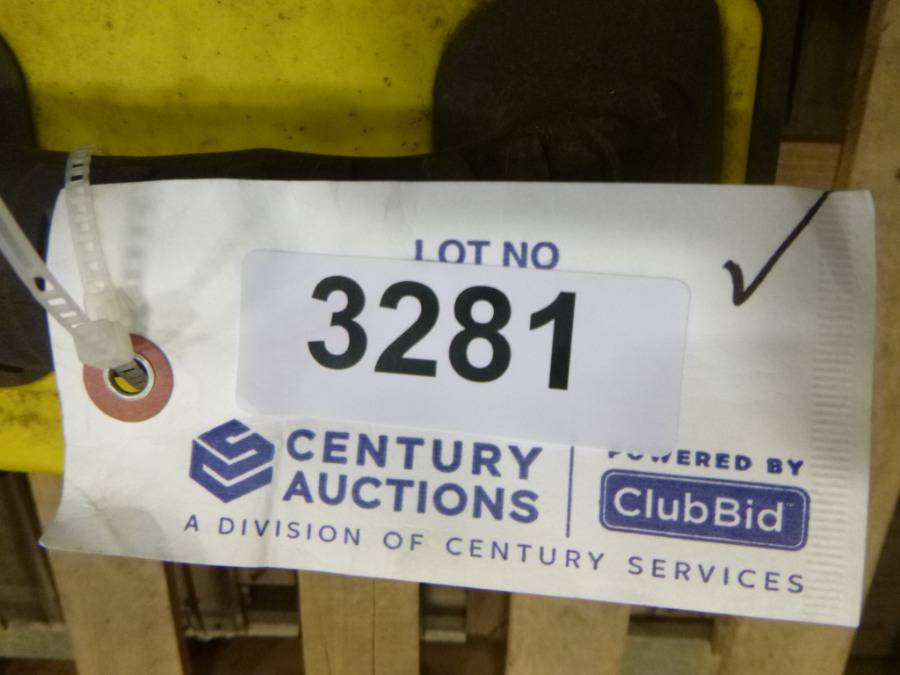 LOT NO
3281
CENTURY
AUCTIONS
POWERED BY
ClubBid
A DIVISION OF CENTURY SERVICES